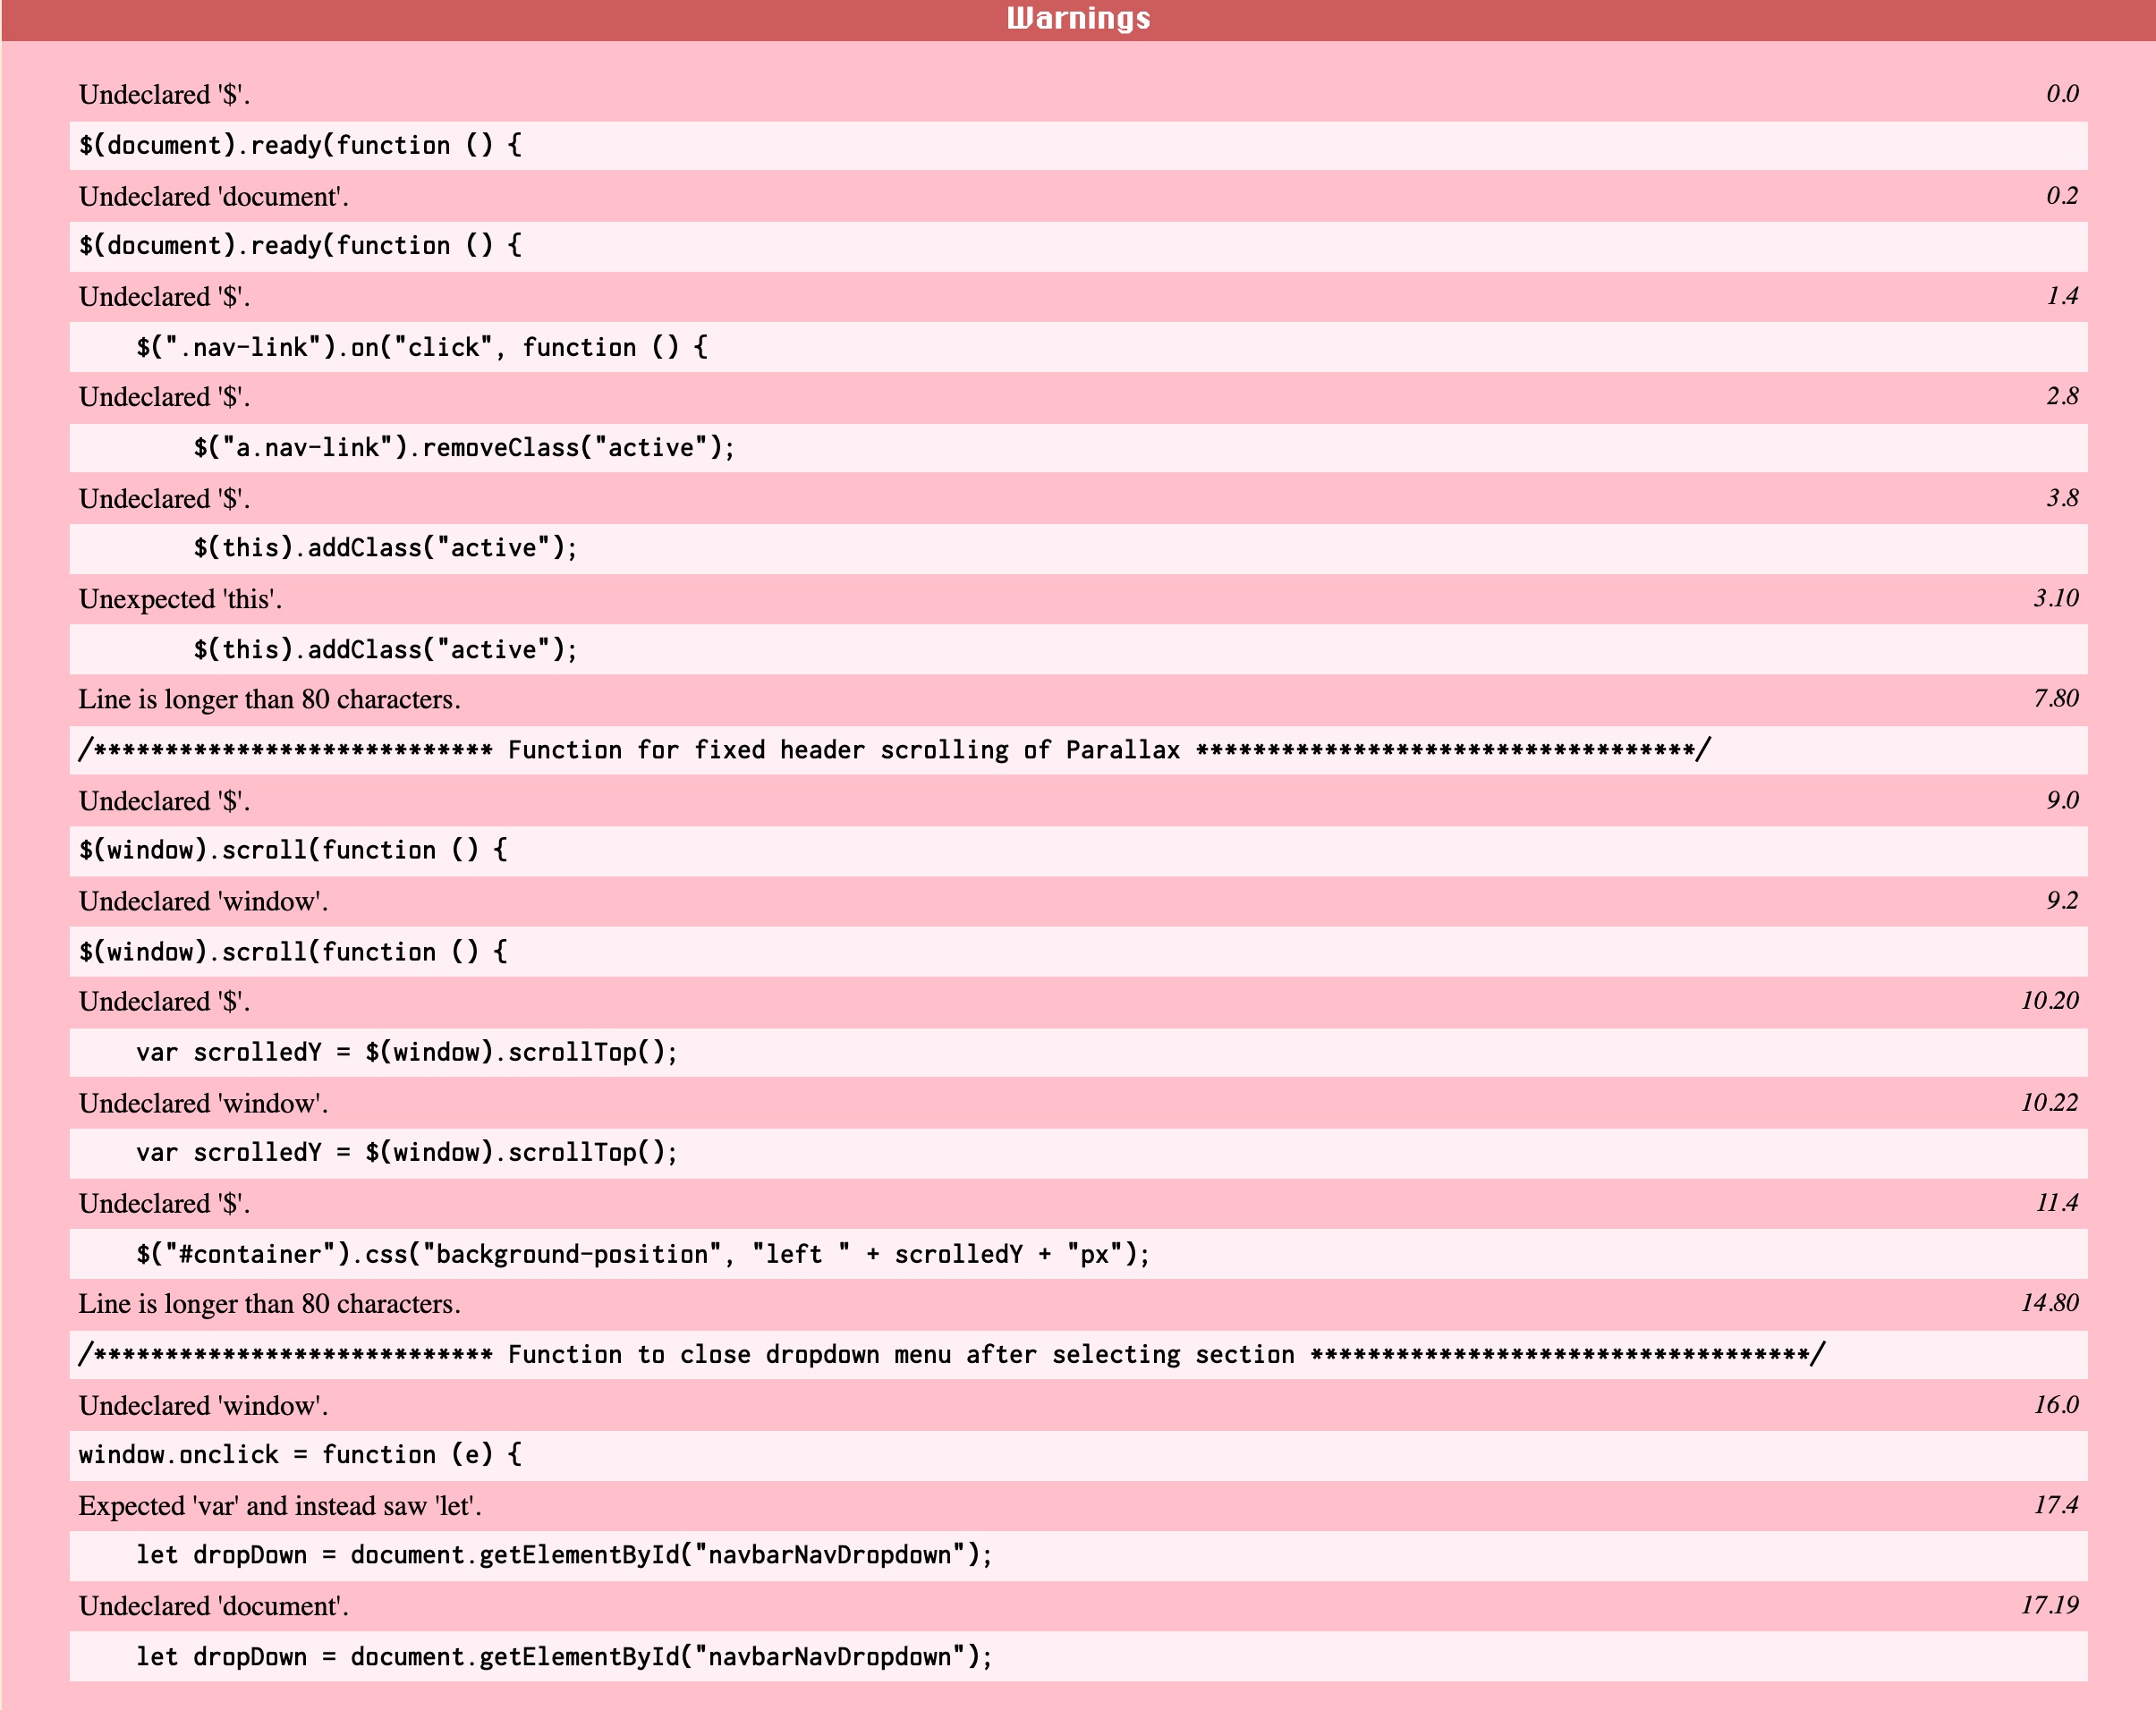 Warnings
Undeclared '$'. 0.0
$(document).ready(function () {
Undeclared 'document'. 0.2
$(document).ready(function () {
Undeclared '$'. 1.4
    $(".nav-link").on("click", function () {
Undeclared '$'. 2.8
        $("a.nav-link").removeClass("active");
Undeclared '$'. 3.8
        $(this).addClass("active");
Unexpected 'this'. 3.10
        $(this).addClass("active");
Line is longer than 80 characters. 7.80
/**************************** Function for fixed header scrolling of Parallax ***********************************/
Undeclared '$'. 9.0
$(window).scroll(function () {
Undeclared 'window'. 9.2
$(window).scroll(function () {
Undeclared '$'. 10.20
    var scrolledY = $(window).scrollTop();
Undeclared 'window'. 10.22
    var scrolledY = $(window).scrollTop();
Undeclared '$'. 11.4
    $("#container").css("background-position", "left " + scrolledY + "px");
Line is longer than 80 characters. 14.80
/**************************** Function to close dropdown menu after selecting section ***********************************/
Undeclared 'window'. 16.0
window.onclick = function (e) {
Expected 'var' and instead saw 'let'. 17.4
    let dropDown = document.getElementById("navbarNavDropdown");
Undeclared 'document'. 17.19
    let dropDown = document.getElementById("navbarNavDropdown");